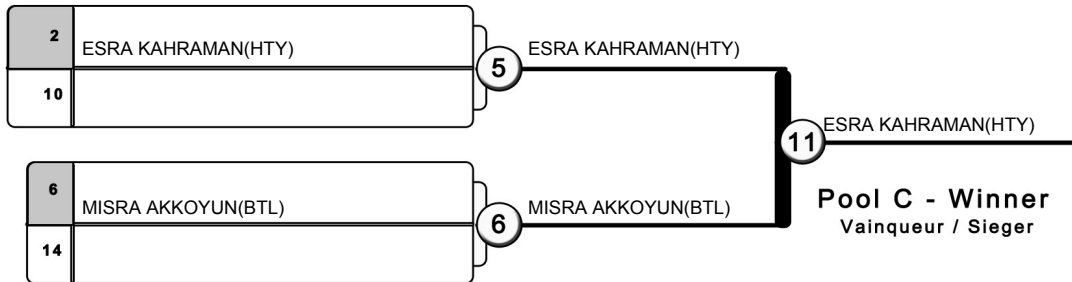 2
ESRA KAHRAMAN(HTY)
10
5
ESRA KAHRAMAN(HTY)
6
MISRA AKKOYUN(BTL)
14
6
MISRA AKKOYUN(BTL)
11
ESRA KAHRAMAN(HTY)
Pool C - Winner
Vainqueur / Sieger